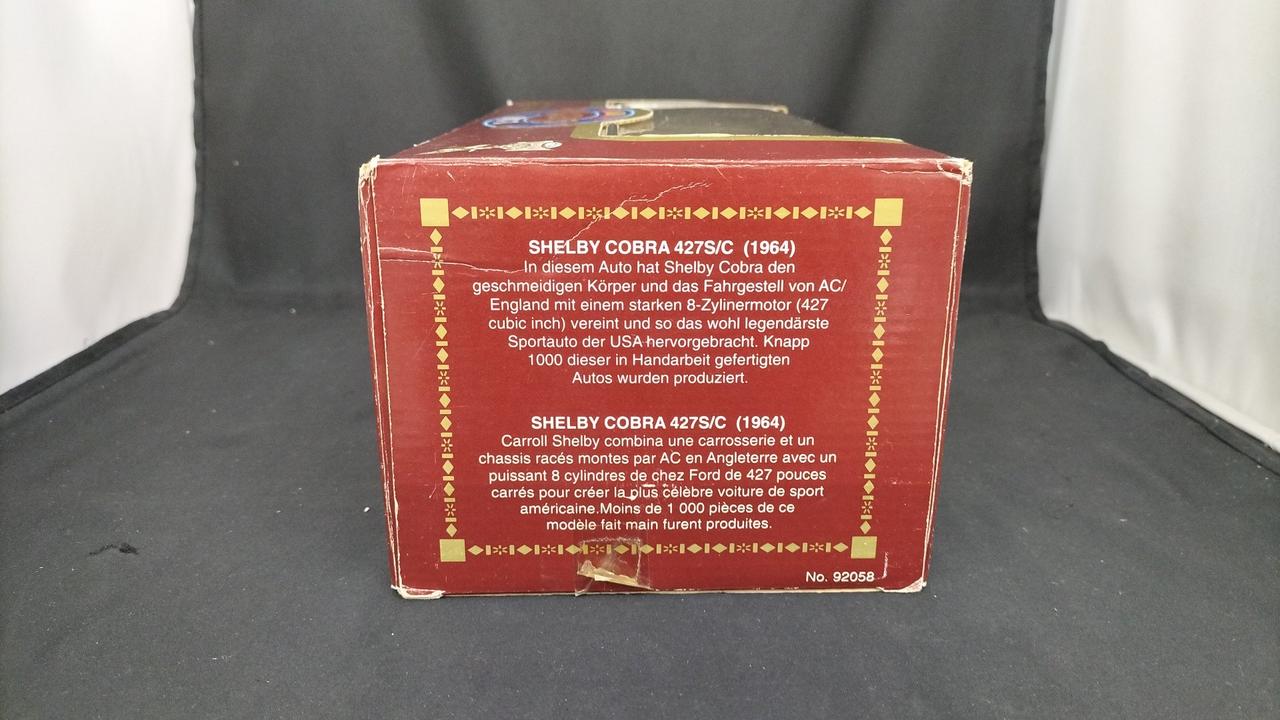 SHELBY COBRA 427S/C (1964)
In diesem Auto hat Shelby Cobra den
geschmeidigen Körper und das Fahrgestell von AC/
England mit einem starken 8-Zylinermotor (427
cubic inch) vereint und so das wohl legendärste
Sportauto der USA hervorgebracht. Knapp
1000 dieser in Handarbeit gefertigten
Autos wurden produziert.
SHELBY COBRA 427S/C (1964)
Carroll Shelby combina une carrosserie et un
chassis racés montes par AC en Angleterre avec un
puissant 8 cylindres de chez Ford de 427 pouces
carrés pour créer la plus célèbre voiture de sport
américaine.Moins de 1 000 pièces de ce
modèle fait main furent produites.
No. 92058